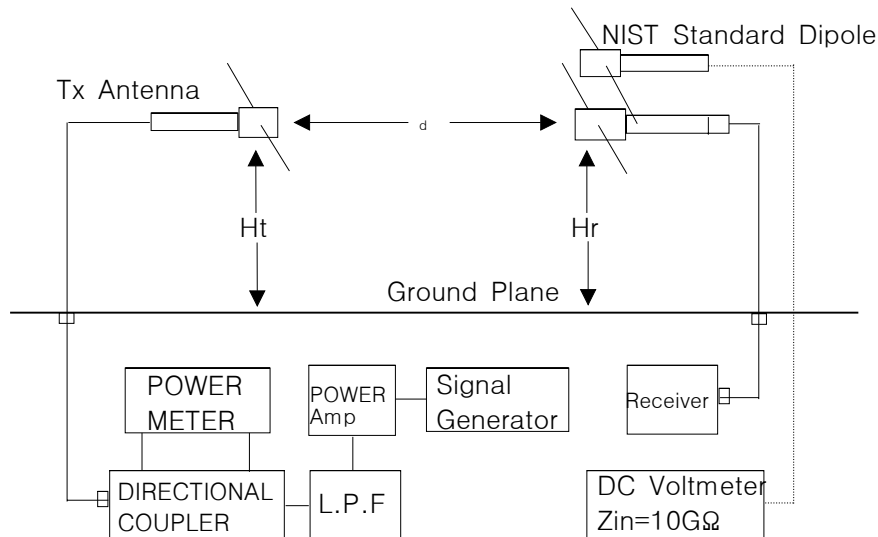 NIST Standard Dipole
Tx Antenna
d
Ht
Hr
Ground Plane
POWER
METER
POWER
Amp
Signal
Generator
Receiver
DIRECTIONAL
COUPLER
L.P.F
DC Voltmeter
Zin=10GΩ